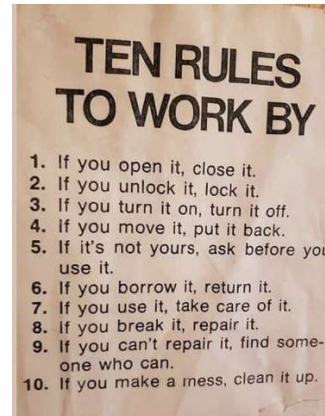 TEN RULES
TO WORK BY
1. If you open it, close it.
2. If you unlock it, lock it.
3. If you turn it on, turn it off.
4. If you move it, put it back.
5. If it's not yours, ask before you
use it.
6. If you borrow it, return it.
7. If you use it, take care of it.
8. If you break it, repair it.
9. If you can't repair it, find some-
one who can.
10. If you make a mess, clean it up.